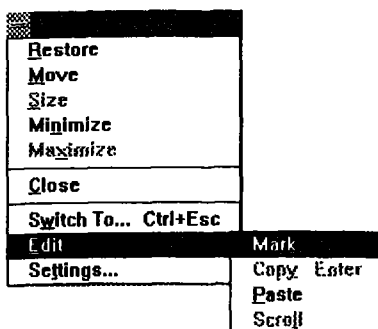 Restore
Move
Size
Minimize
Maximize
Close
Switch To... Ctrl+Esc
Edit
Mark
Settings...
Copy Enter
Paste
Scroll